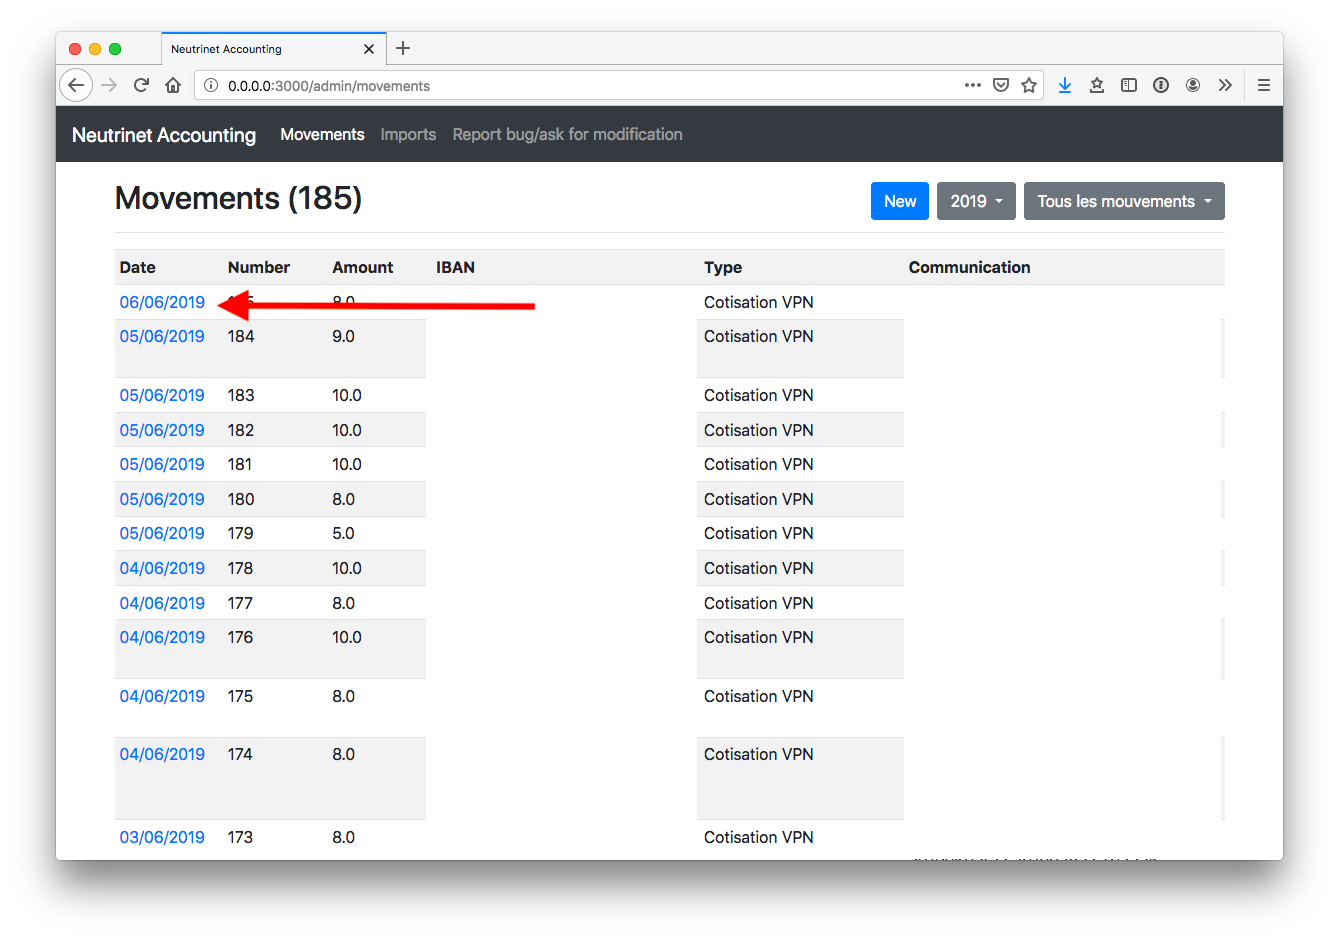 Neutrinet Accounting
0.0.0.0:3000/admin/movements
Neutrinet Accounting Movements Imports Report bug/ask for modification
Movements (185) New 2019 Tous les mouvements
Date Number Amount IBAN Type Communication
06/06/2019 8.0 Cotisation VPN
05/06/2019 184 9.0 Cotisation VPN
05/06/2019 183 10.0 Cotisation VPN
05/06/2019 182 10.0 Cotisation VPN
05/06/2019 181 10.0 Cotisation VPN
05/06/2019 180 8.0 Cotisation VPN
05/06/2019 179 5.0 Cotisation VPN
04/06/2019 178 10.0 Cotisation VPN
04/06/2019 177 8.0 Cotisation VPN
04/06/2019 176 10.0 Cotisation VPN
04/06/2019 175 8.0 Cotisation VPN
04/06/2019 174 8.0 Cotisation VPN
03/06/2019 173 8.0 Cotisation VPN